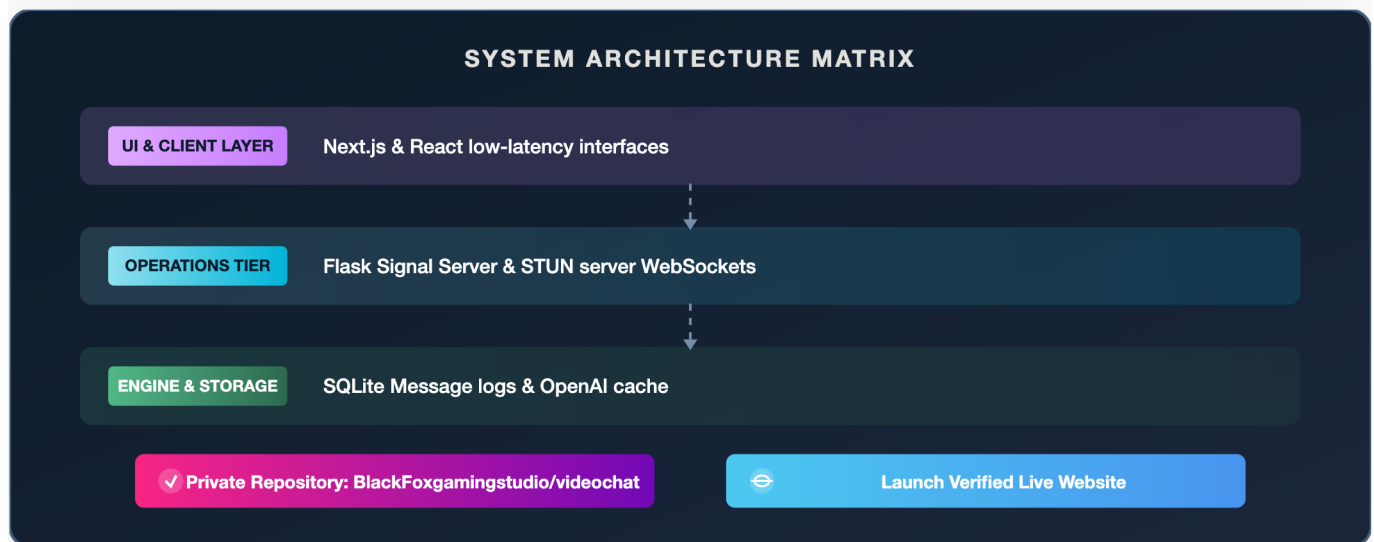 SYSTEM ARCHITECTURE MATRIX
UI & CLIENT LAYER Next.js & React low-latency interfaces
OPERATIONS TIER Flask Signal Server & STUN server WebSockets
ENGINE & STORAGE SQLite Message logs & OpenAI cache
Private Repository: BlackFoxgamingstudio/videochat Launch Verified Live Website